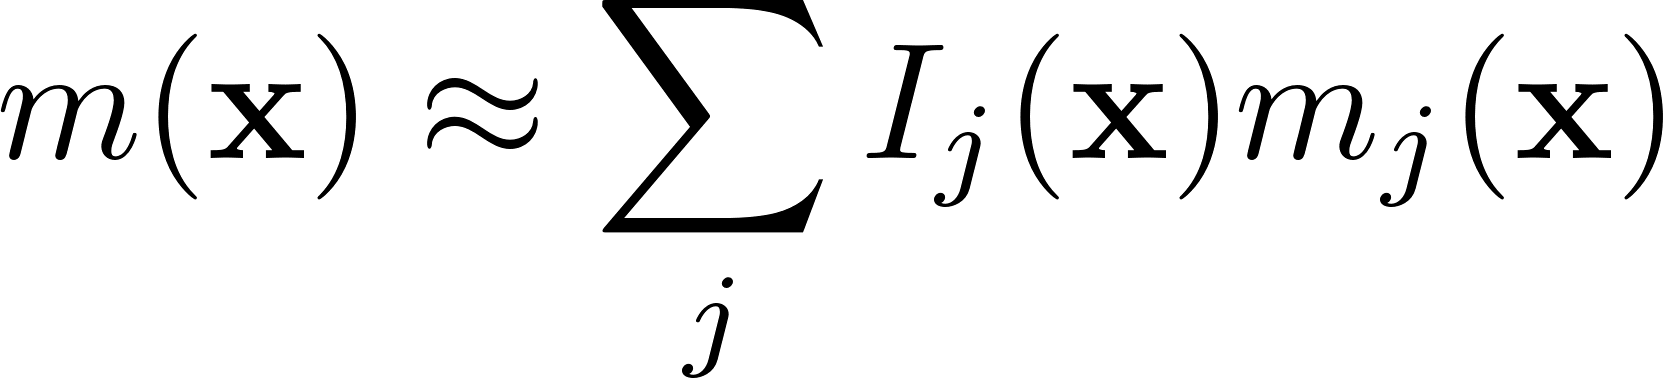 m(𝐱) ≈ ∑_j I_j(𝐱)m_j(𝐱)